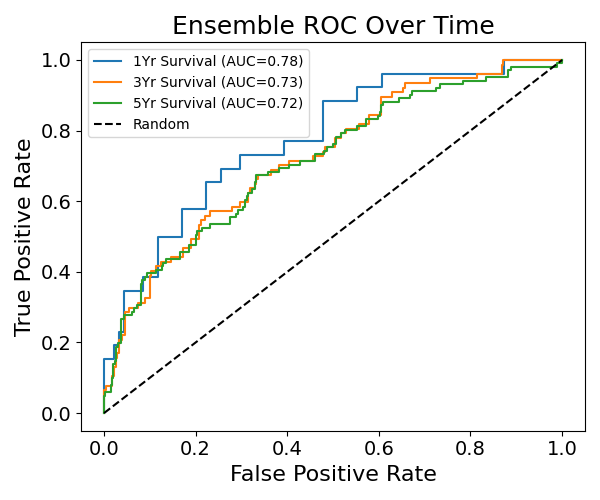 Ensemble ROC Over Time
1Yr Survival (AUC=0.78)
3Yr Survival (AUC=0.73)
5Yr Survival (AUC=0.72)
Random
True Positive Rate
1.0
0.8
0.6
0.4
0.2
0.0
0.0 0.2 0.4 0.6 0.8 1.0
False Positive Rate